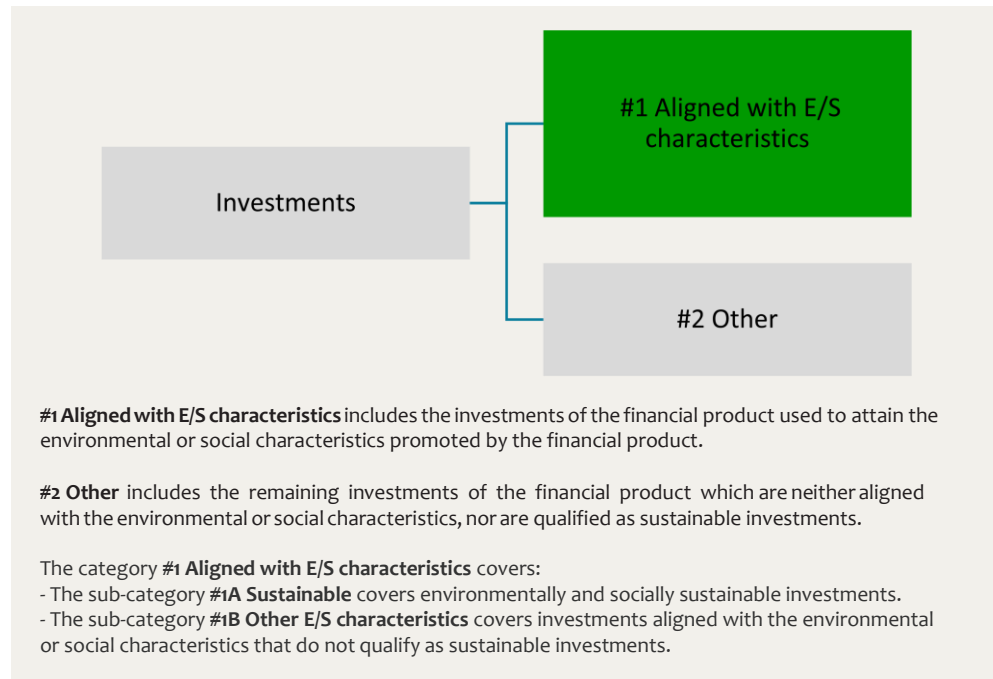 #1 Aligned with E/S
characteristics
Investments
#2 Other
#1 Aligned with E/S characteristics includes the investments of the financial product used to attain the
environmental or social characteristics promoted by the financial product.
#2 Other includes the remaining investments of the financial product which are neither aligned
with the environmental or social characteristics, nor are qualified as sustainable investments.
The category #1 Aligned with E/S characteristics covers:
- The sub-category #1A Sustainable covers environmentally and socially sustainable investments.
- The sub-category #1B Other E/S characteristics covers investments aligned with the environmental
or social characteristics that do not qualify as sustainable investments.